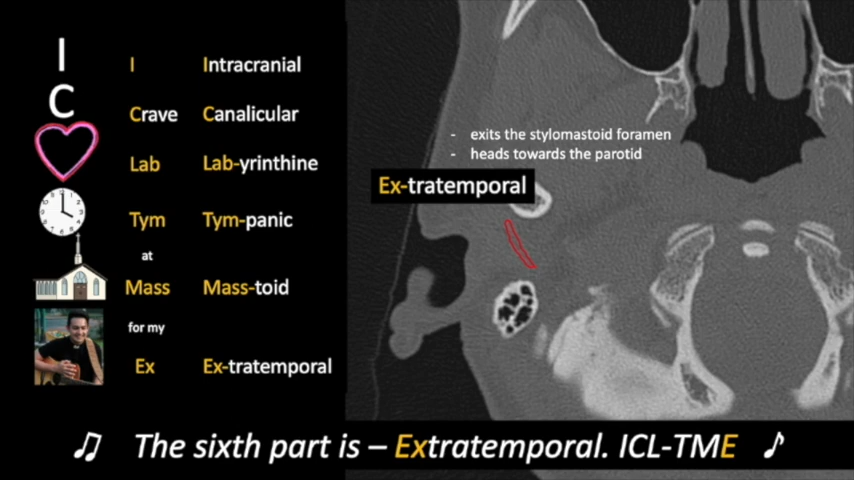 I
C
I Intracranial
Crave Canalicular
Lab Lab-yrinthine
Tym Tym-panic
at
Mass Mass-toid
for my
Ex Ex-tratemporal
- exits the stylomastoid foramen
- heads towards the parotid
Ex-tratemporal
The sixth part is – Extratemporal. ICL-TME